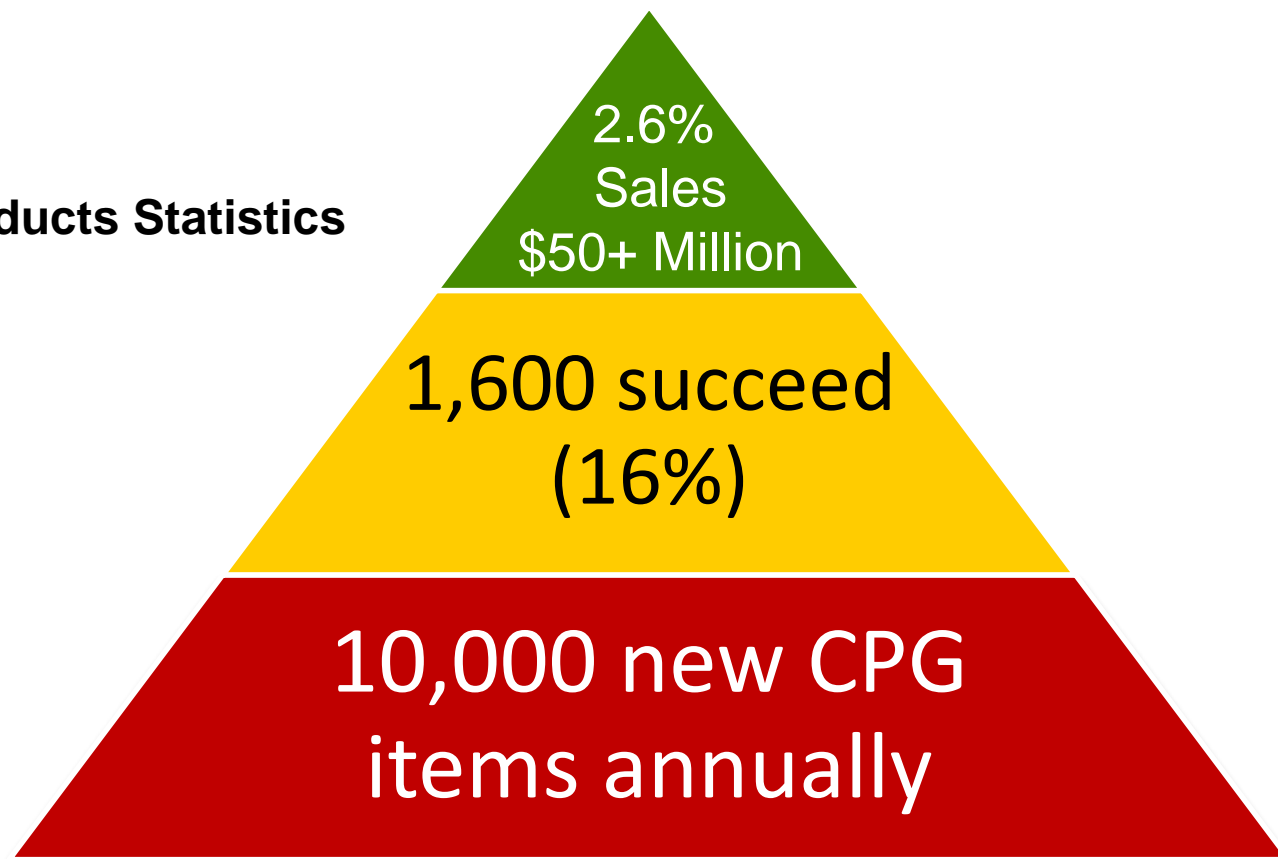 2.6%
Sales
ducts Statistics
$50+ Million
1,600 succeed
(16%)
10,000 new CPG
items annually